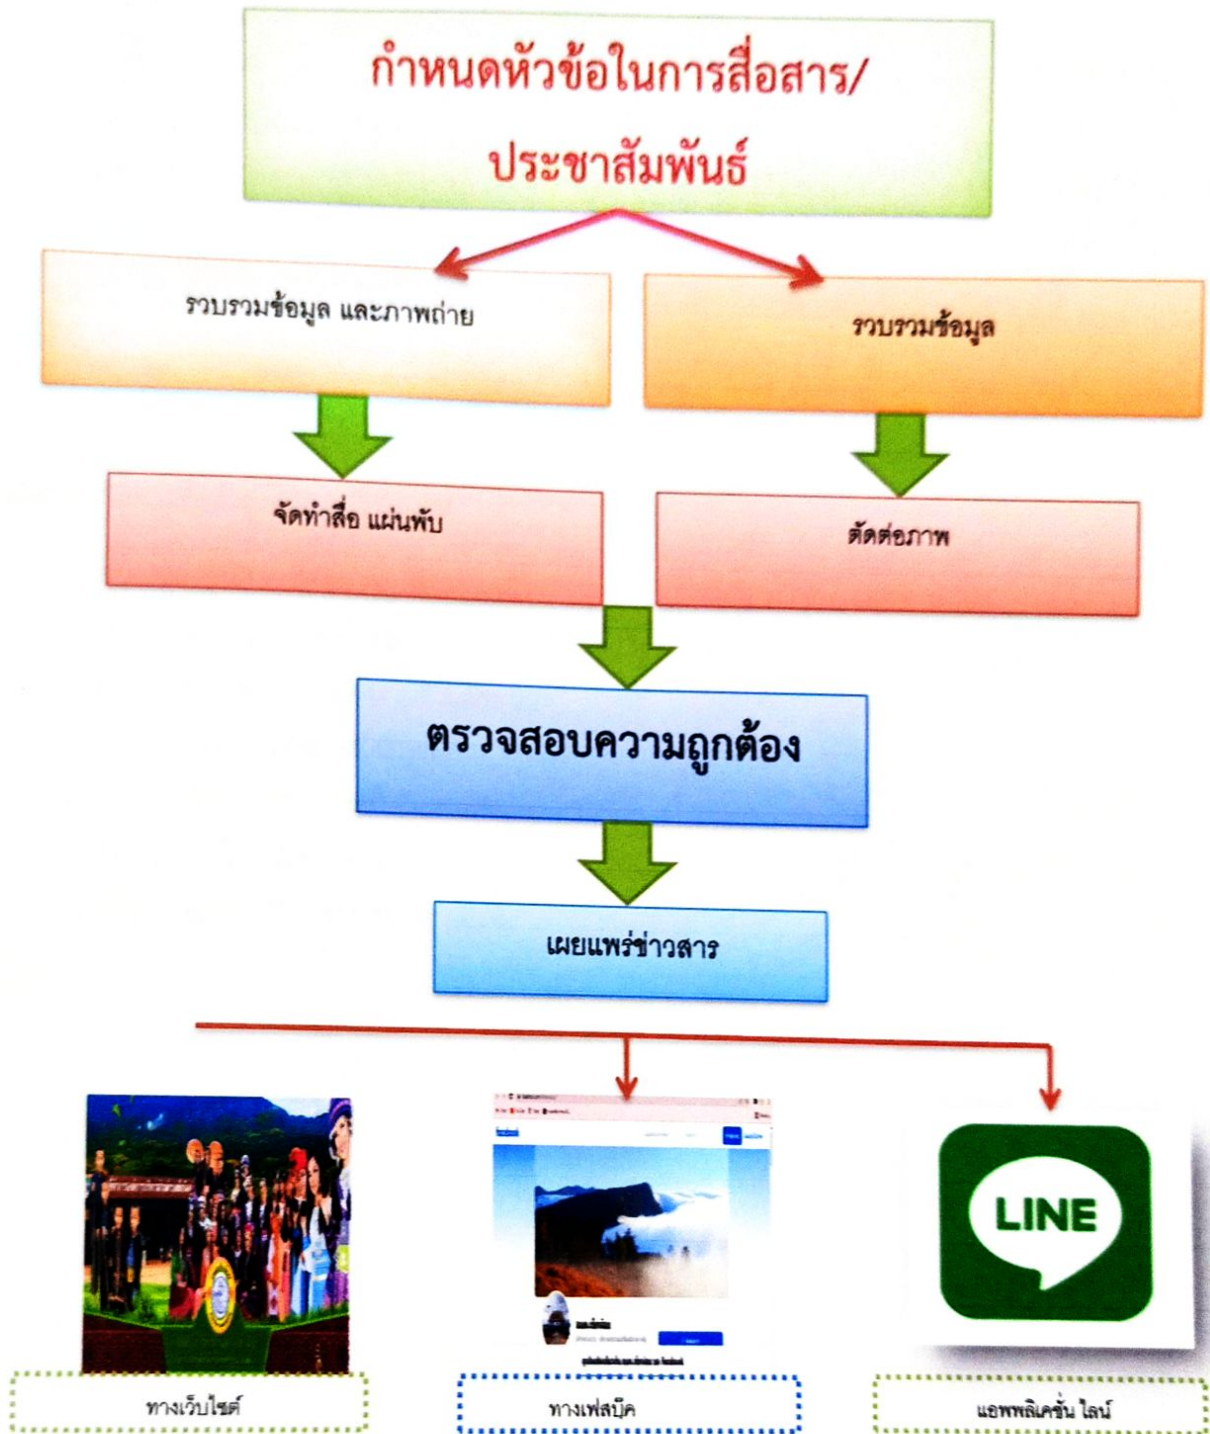 กำหนดหัวข้อในการสื่อสาร/
ประชาสัมพันธ์
รวบรวมข้อมูล และภาพถ่าย
รวบรวมข้อมูล
จัดทำสื่อ แผ่นพับ
ตัดต่อภาพ
ตรวจสอบความถูกต้อง
เผยแพร่ข่าวสาร
facebook
LINE
ทางเว็บไซต์
ทางเฟสบุ๊ค
แอพพลิเคชั่น ไลน์